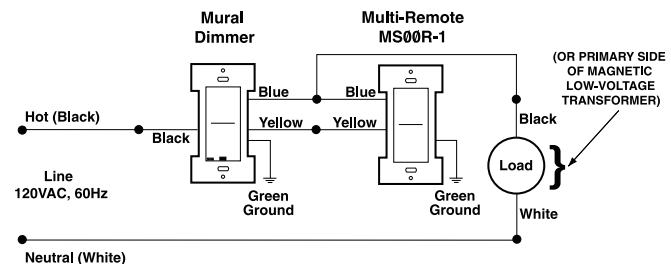 Mural
Dimmer
Multi-Remote
MSØØR-1
(OR PRIMARY SIDE
OF MAGNETIC
LOW-VOLTAGE
TRANSFORMER)
Hot (Black)
Black
Blue
Blue
Yellow
Yellow
Black
Line
120VAC, 60Hz
Load
Green
Ground
Green
Ground
White
Neutral (White)